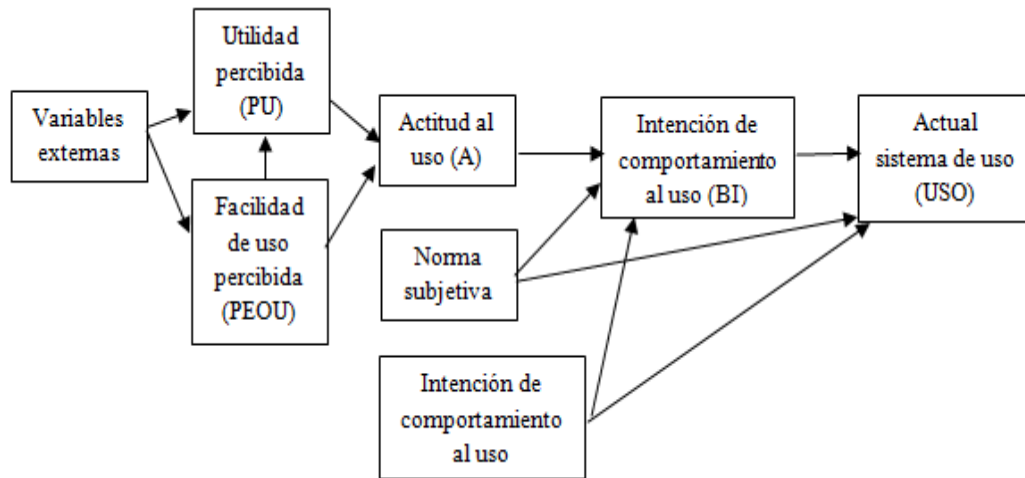 Variables
externas
Utilidad
percibida
(PU)
Facilidad
de uso
percibida
(PEOU)
Actitud al
uso (A)
Norma
subjetiva
Intención de
comportamiento
al uso
Intención de
comportamiento
al uso (BI)
Actual
sistema de uso
(USO)